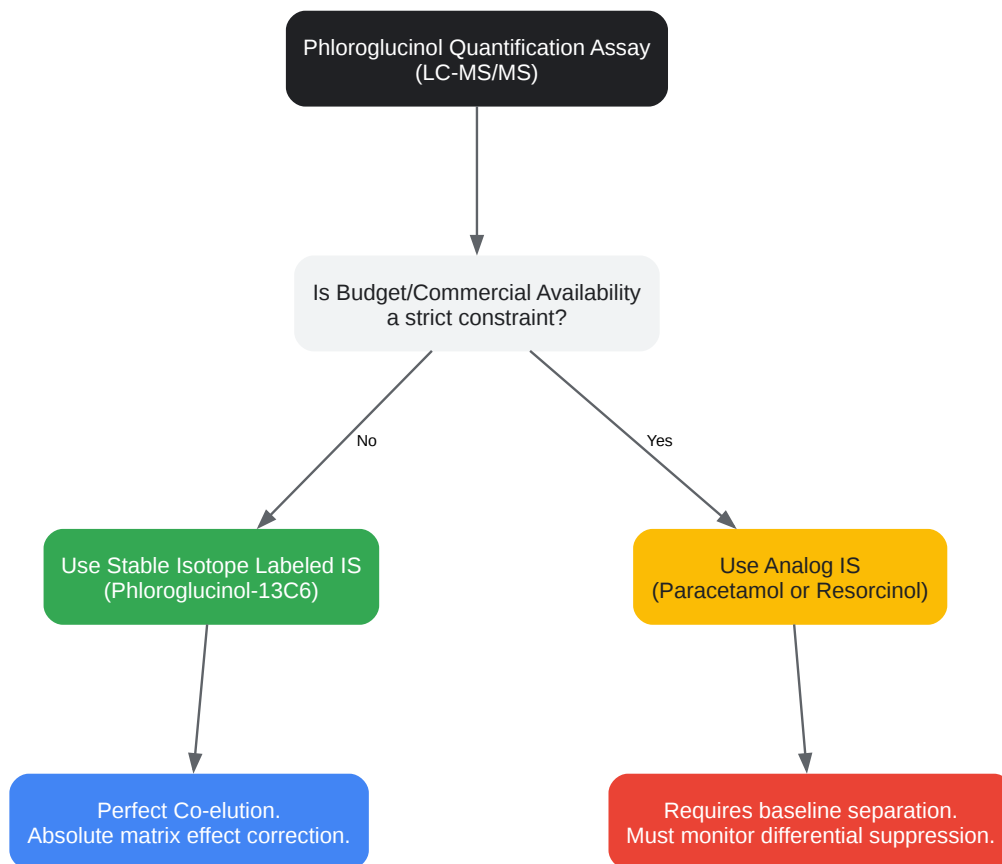 Phloroglucinol Quantification Assay
(LC-MS/MS)
Is Budget/Commercial Availability
a strict constraint?
No
Yes
Use Stable Isotope Labeled IS
(Phloroglucinol-13C6)
Use Analog IS
(Paracetamol or Resorcinol)
Perfect Co-elution.
Absolute matrix effect correction.
Requires baseline separation.
Must monitor differential suppression.